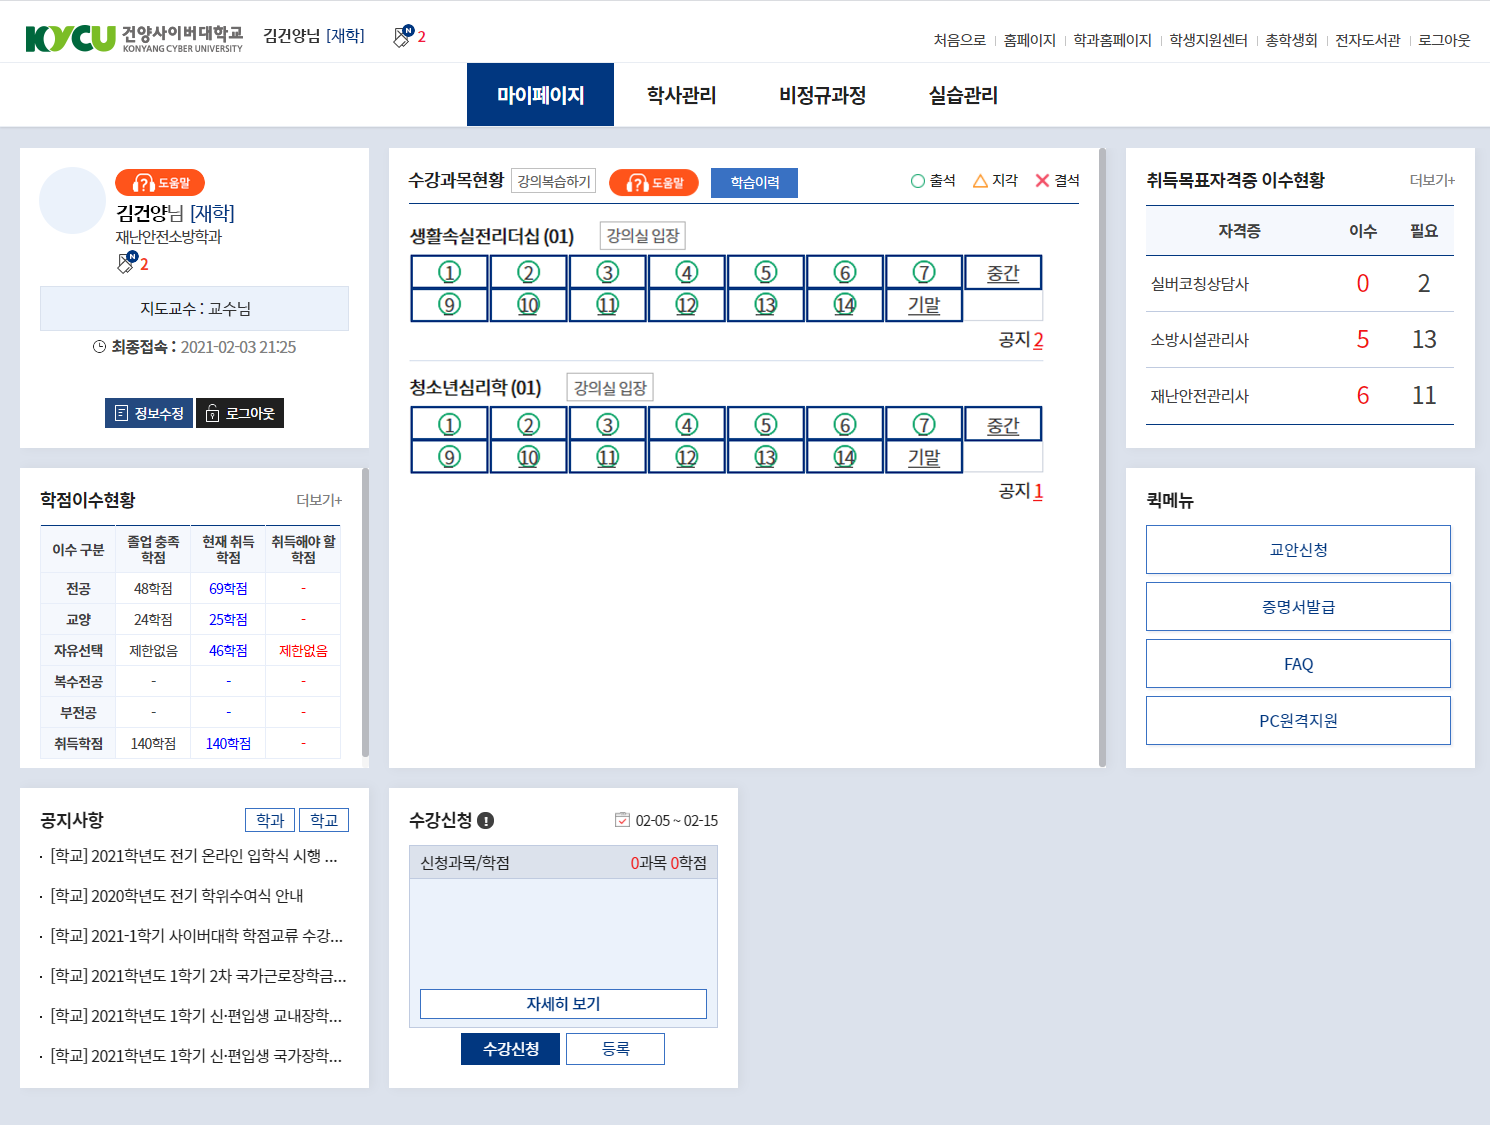 KYCU 건양사이버대학교
KONYANG CYBER UNIVERSITY
김건양님 [재학] N 2
처음으로 홈페이지 학과홈페이지 학생지원센터 총학생회 전자도서관 로그아웃
마이페이지 학사관리 비정규과정 실습관리
도움말
김건양님 [재학]
재난안전소방학과
N 2
지도교수 : 교수님
최종접속 : 2021-02-03 21:25
정보수정 로그아웃
수강과목현황 강의복습하기 도움말 학습이력 출석 지각 결석
생활속실전리더십 (01) 강의실 입장
1 2 3 4 5 6 7 중간
9 10 11 12 13 14 기말
공지 2
청소년심리학 (01) 강의실 입장
1 2 3 4 5 6 7 중간
9 10 11 12 13 14 기말
공지 1
취득목표자격증 이수현황 더보기+
자격증 이수 필요
실버코칭상담사 0 2
소방시설관리사 5 13
재난안전관리사 6 11
학점이수현황 더보기+
이수 구분 졸업 충족 학점 현재 취득 학점 취득해야 할 학점
전공 48학점 69학점 -
교양 24학점 25학점 -
자유선택 제한없음 46학점 제한없음
복수전공 - - -
부전공 - - -
취득학점 140학점 140학점 -
퀵메뉴
교안신청
증명서발급
FAQ
PC원격지원
공지사항 학과 학교
· [학교] 2021학년도 전기 온라인 입학식 시행 ...
· [학교] 2020학년도 전기 학위수여식 안내
· [학교] 2021-1학기 사이버대학 학점교류 수강...
· [학교] 2021학년도 1학기 2차 국가근로장학금...
· [학교] 2021학년도 1학기 신·편입생 교내장학...
· [학교] 2021학년도 1학기 신·편입생 국가장학...
수강신청 ! 02-05 ~ 02-15
신청과목/학점 0과목 0학점
자세히 보기
수강신청 등록